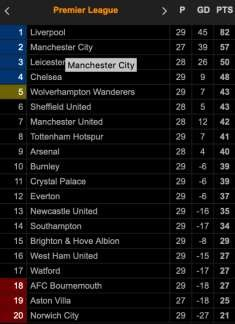 < Premier League > P GD PTS
1 Liverpool 29 45 82
2 Manchester City 27 39 57
3 Leicester 28 26 50
Manchester City
4 Chelsea 29 9 48
5 Wolverhampton Wanderers 29 7 43
6 Sheffield United 28 5 43
7 Manchester United 28 12 42
8 Tottenham Hotspur 29 7 41
9 Arsenal 28 4 40
10 Burnley 29 -6 39
11 Crystal Palace 29 -6 39
12 Everton 29 -6 37
13 Newcastle United 29 -16 35
14 Southampton 29 -17 34
15 Brighton & Hove Albion 29 -8 29
16 West Ham United 29 -15 27
17 Watford 29 -17 27
18 AFC Bournemouth 29 -18 27
19 Aston Villa 27 -18 25
20 Norwich City 29 -27 21